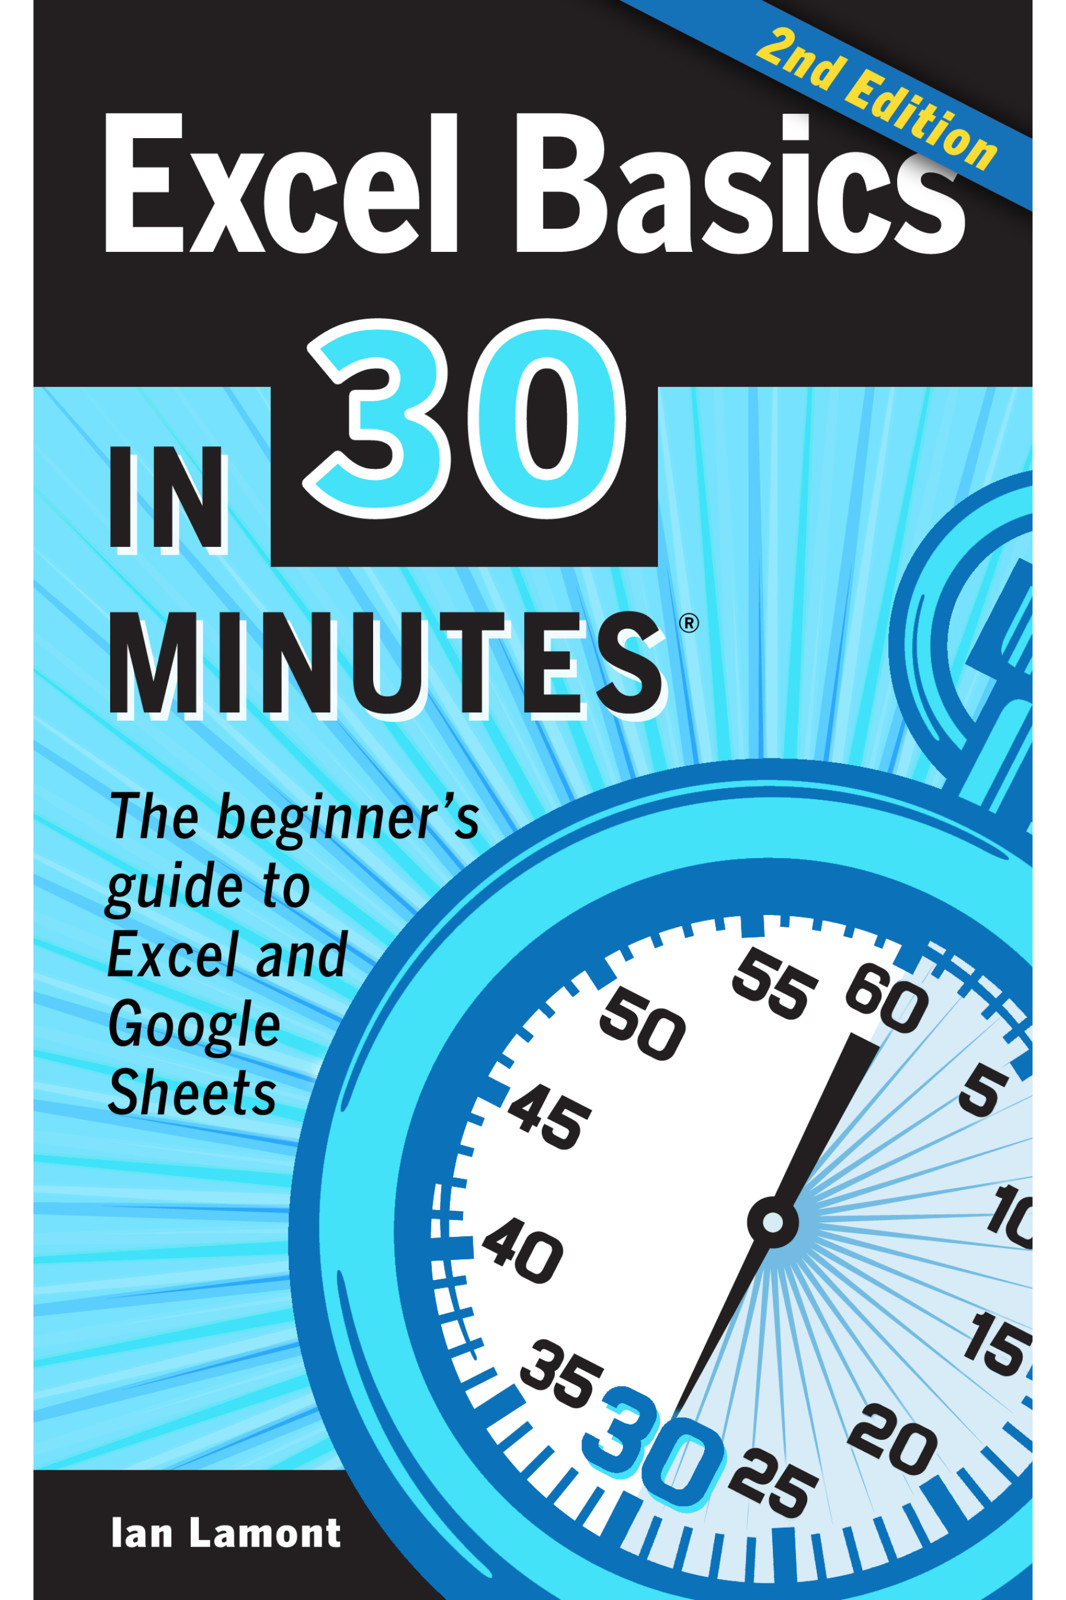 2nd Edition
Excel Basics
IN 30
MINUTES®
The beginner's
guide to
Excel and
Google
Sheets
55 60
50
5
45
10
40
15
35
30
25
20
Ian Lamont